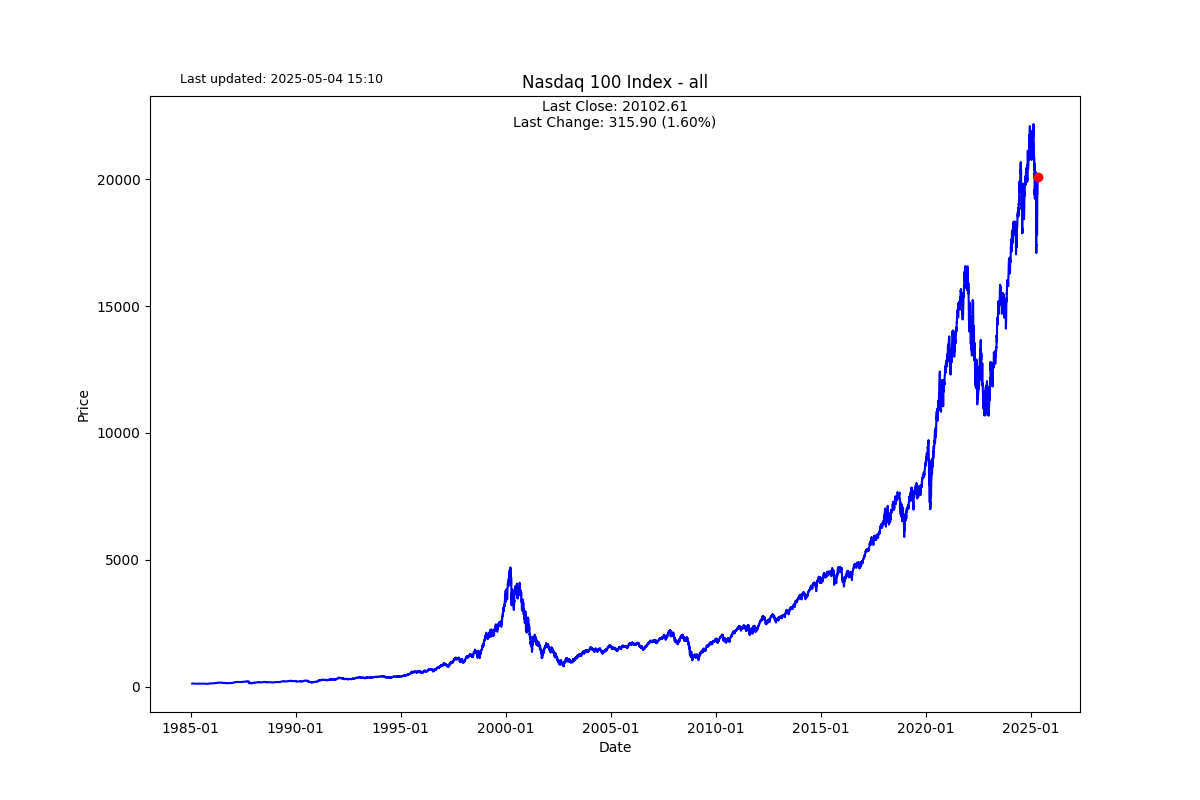 Last updated: 2025-05-04 15:10
Nasdaq 100 Index - all
Last Close: 20102.61
Last Change: 315.90 (1.60%)
20000
15000
10000
5000
0
Price
1985-01 1990-01 1995-01 2000-01 2005-01 2010-01 2015-01 2020-01 2025-01
Date